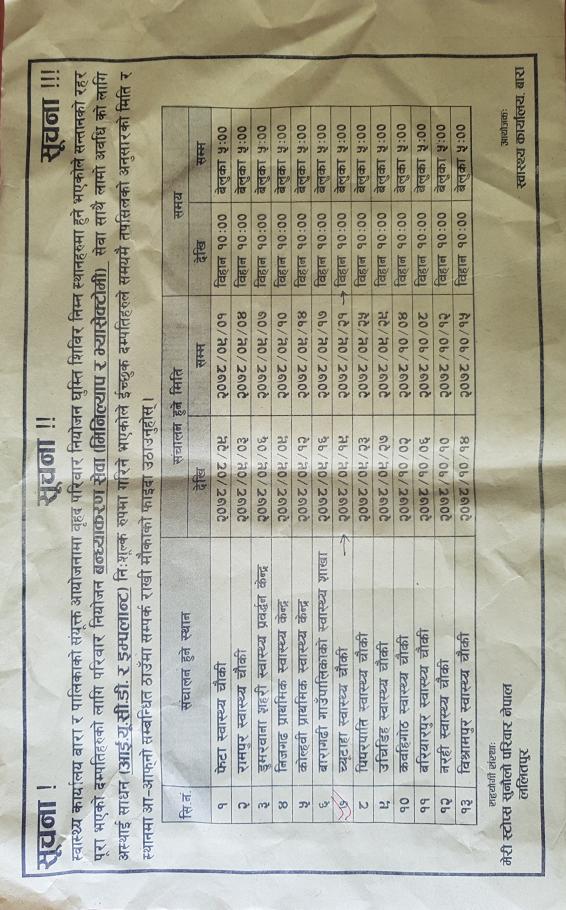 सूचना ! सूचना !! सूचना !!!
स्वास्थ्य कार्यालय बारा र पालिकाको सयुक्त आयोजनामा वृहद परिवार नियोजन घुम्ति शिविर निम्न स्थानहरुमा हुने भएकोले सन्तानको रहर
पूरा भएको दम्पतिहरुको लागि परिवार नियोजन बन्ध्याकरण सेवा (मिनिल्याप र भ्यासेक्टोमी) सेवा साथै लामो अवधि को लागि
अस्थाई साधन (आई.यू.सी.डी. र इम्प्लान्ट) नि:शूल्क रुपमा गरिने भएकोले ईच्छुक दम्पतिहरुले समयमै तपसिलको अनुसारको मिति र
स्थानमा आ-आफ्नो सम्बन्धित ठाउँमा सम्पर्क राखी मौकाको फाइदा उठाउनुहोस्।
सि.नं. संचालन हुने स्थान संचालन हुने मिति समय
देखि सम्म देखि सम्म
१ फेटा स्वास्थ्य चौकी २०७८/०८/२९ २०७८/०९/०१ विहान १०:०० बेलुका ५:००
२ रामपुर स्वास्थ्य चौकी २०७८/०९/०३ २०७८/०९/०४ विहान १०:०० बेलुका ५:००
३ डुमरवाना शहरी स्वास्थ्य प्रवर्द्धन केन्द्र २०७८/०९/०६ २०७८/०९/०७ विहान १०:०० बेलुका ५:००
४ निजगढ प्राथमिक स्वास्थ्य केन्द्र २०७८/०९/०९ २०७८/०९/१० विहान १०:०० बेलुका ५:००
५ कोल्हवी प्राथमिक स्वास्थ्य केन्द्र २०७८/०९/१२ २०७८/०९/१४ विहान १०:०० बेलुका ५:००
६ बारागढी गाउँपालिकाको स्वास्थ्य शाखा २०७८/०९/१६ २०७८/०९/१७ विहान १०:०० बेलुका ५:००
७ च्यटाहा स्वास्थ्य चौकी → २०७८/०९/१९ २०७८/०९/२१ → विहान १०:०० बेलुका ५:००
८ पिपरपाति स्वास्थ्य चौकी २०७८/०९/२३ २०७८/०९/२५ विहान १०:०० बेलुका ५:००
९ उचिडिह स्वास्थ्य चौकी २०७८/०९/२७ २०७८/०९/२९ विहान १०:०० बेलुका ५:००
१० कर्वाहगोठ स्वास्थ्य चौकी २०७८/१०/०२ २०७८/१०/०४ विहान १०:०० बेलुका ५:००
११ बरियारपुर स्वास्थ्य चौकी २०७८/१०/०६ २०७८/१०/०८ विहान १०:०० बेलुका ५:००
१२ नरही स्वास्थ्य चौकी २०७८/१०/१० २०७८/१०/१२ विहान १०:०० बेलुका ५:००
१३ विश्रामपुर स्वास्थ्य चौकी २०७८/१०/१४ २०७८/१०/१५ विहान १०:०० बेलुका ५:००
सहयोगी संस्था: आयोजक:
मेरी स्टोप्स सुनौलो परिवार नेपाल स्वास्थ्य कार्यालय, बारा
ललितपुर